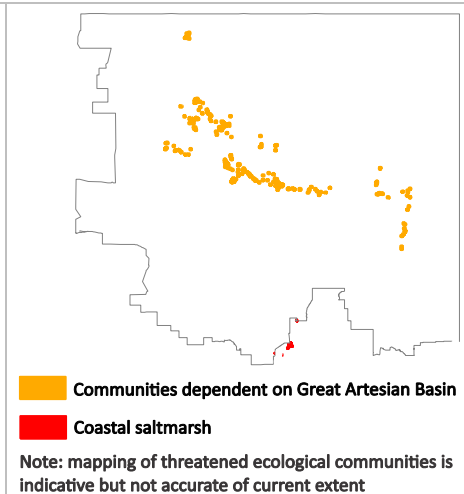 Communities dependent on Great Artesian Basin
Coastal saltmarsh
Note: mapping of threatened ecological communities is
indicative but not accurate of current extent